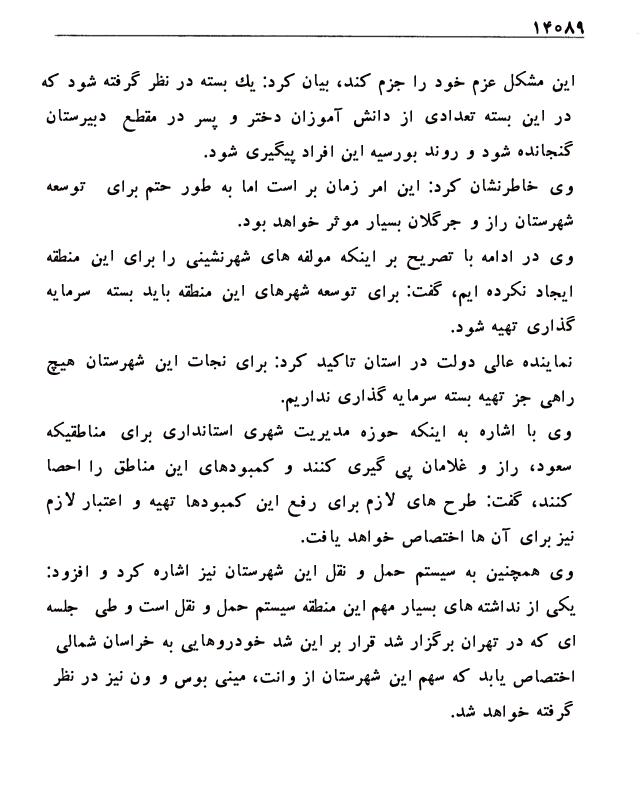 ۱۴۰۸۹
این مشکل عزم خود را جزم کند، بیان کرد: یك بسته در نظر گرفته شود که
در این بسته تعدادی از دانش آموزان دختر و پسر در مقطع دبیرستان
گنجانده شود و روند بورسیه این افراد پیگیری شود.
وی خاطرنشان کرد: این امر زمان بر است اما به طور حتم برای توسعه
شهرستان راز و جرگلان بسیار موثر خواهد بود.
وی در ادامه با تصریح بر اینکه مولفه های شهرنشینی را برای این منطقه
ایجاد نکرده ایم، گفت: برای توسعه شهرهای این منطقه باید بسته سرمایه
گذاری تهیه شود.
نماینده عالی دولت در استان تاکید کرد: برای نجات این شهرستان هیچ
راهی جز تهیه بسته سرمایه گذاری نداریم.
وی با اشاره به اینکه حوزه مدیریت شهری استانداری برای مناطقیکه
سعود، راز و غلامان پی گیری کنند و کمبودهای این مناطق را احصا
کنند، گفت: طرح های لازم برای رفع این کمبودها تهیه و اعتبار لازم
نیز برای آن ها اختصاص خواهد یافت.
وی همچنین به سیستم حمل و نقل این شهرستان نیز اشاره کرد و افزود:
یکی از نداشته های بسیار مهم این منطقه سیستم حمل و نقل است و طی جلسه
ای که در تهران برگزار شد قرار بر این شد خودروهایی به خراسان شمالی
اختصاص یابد که سهم این شهرستان از وانت، مینی بوس و ون نیز در نظر
گرفته خواهد شد.